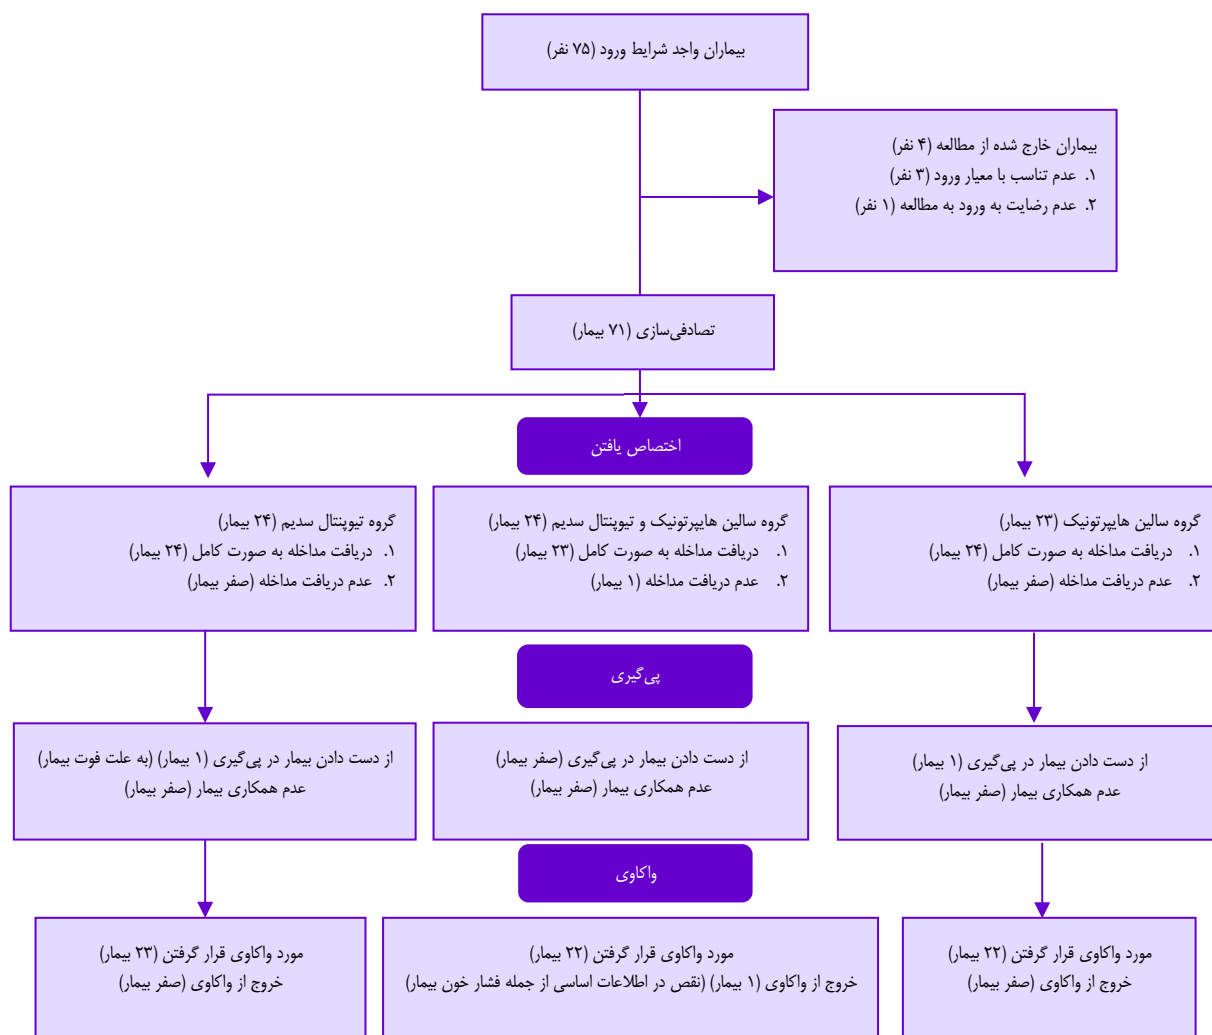 بیماران واجد شرایط ورود (۷۵ نفر)
بیماران خارج شده از مطالعه (۴ نفر)
۱. عدم تناسب با معیار ورود (۳ نفر)
۲. عدم رضایت به ورود به مطالعه (۱ نفر)
تصادفی‌سازی (۷۱ بیمار)
اختصاص یافتن
گروه سالین هایپرتونیک (۲۳ بیمار)
۱. دریافت مداخله به صورت کامل (۲۴ بیمار)
۲. عدم دریافت مداخله (صفر بیمار)
گروه سالین هایپرتونیک و تیوپنتال سدیم (۲۴ بیمار)
۱. دریافت مداخله به صورت کامل (۲۳ بیمار)
۲. عدم دریافت مداخله (۱ بیمار)
گروه تیوپنتال سدیم (۲۴ بیمار)
۱. دریافت مداخله به صورت کامل (۲۴ بیمار)
۲. عدم دریافت مداخله (صفر بیمار)
پی‌گیری
از دست دادن بیمار در پی‌گیری (۱ بیمار)
عدم همکاری بیمار (صفر بیمار)
از دست دادن بیمار در پی‌گیری (صفر بیمار)
عدم همکاری بیمار (صفر بیمار)
از دست دادن بیمار در پی‌گیری (۱ بیمار) (به علت فوت بیمار)
عدم همکاری بیمار (صفر بیمار)
واکاوی
مورد واکاوی قرار گرفتن (۲۲ بیمار)
خروج از واکاوی (صفر بیمار)
مورد واکاوی قرار گرفتن (۲۲ بیمار)
خروج از واکاوی (۱ بیمار) (نقص در اطلاعات اساسی از جمله فشار خون بیمار)
مورد واکاوی قرار گرفتن (۲۳ بیمار)
خروج از واکاوی (صفر بیمار)